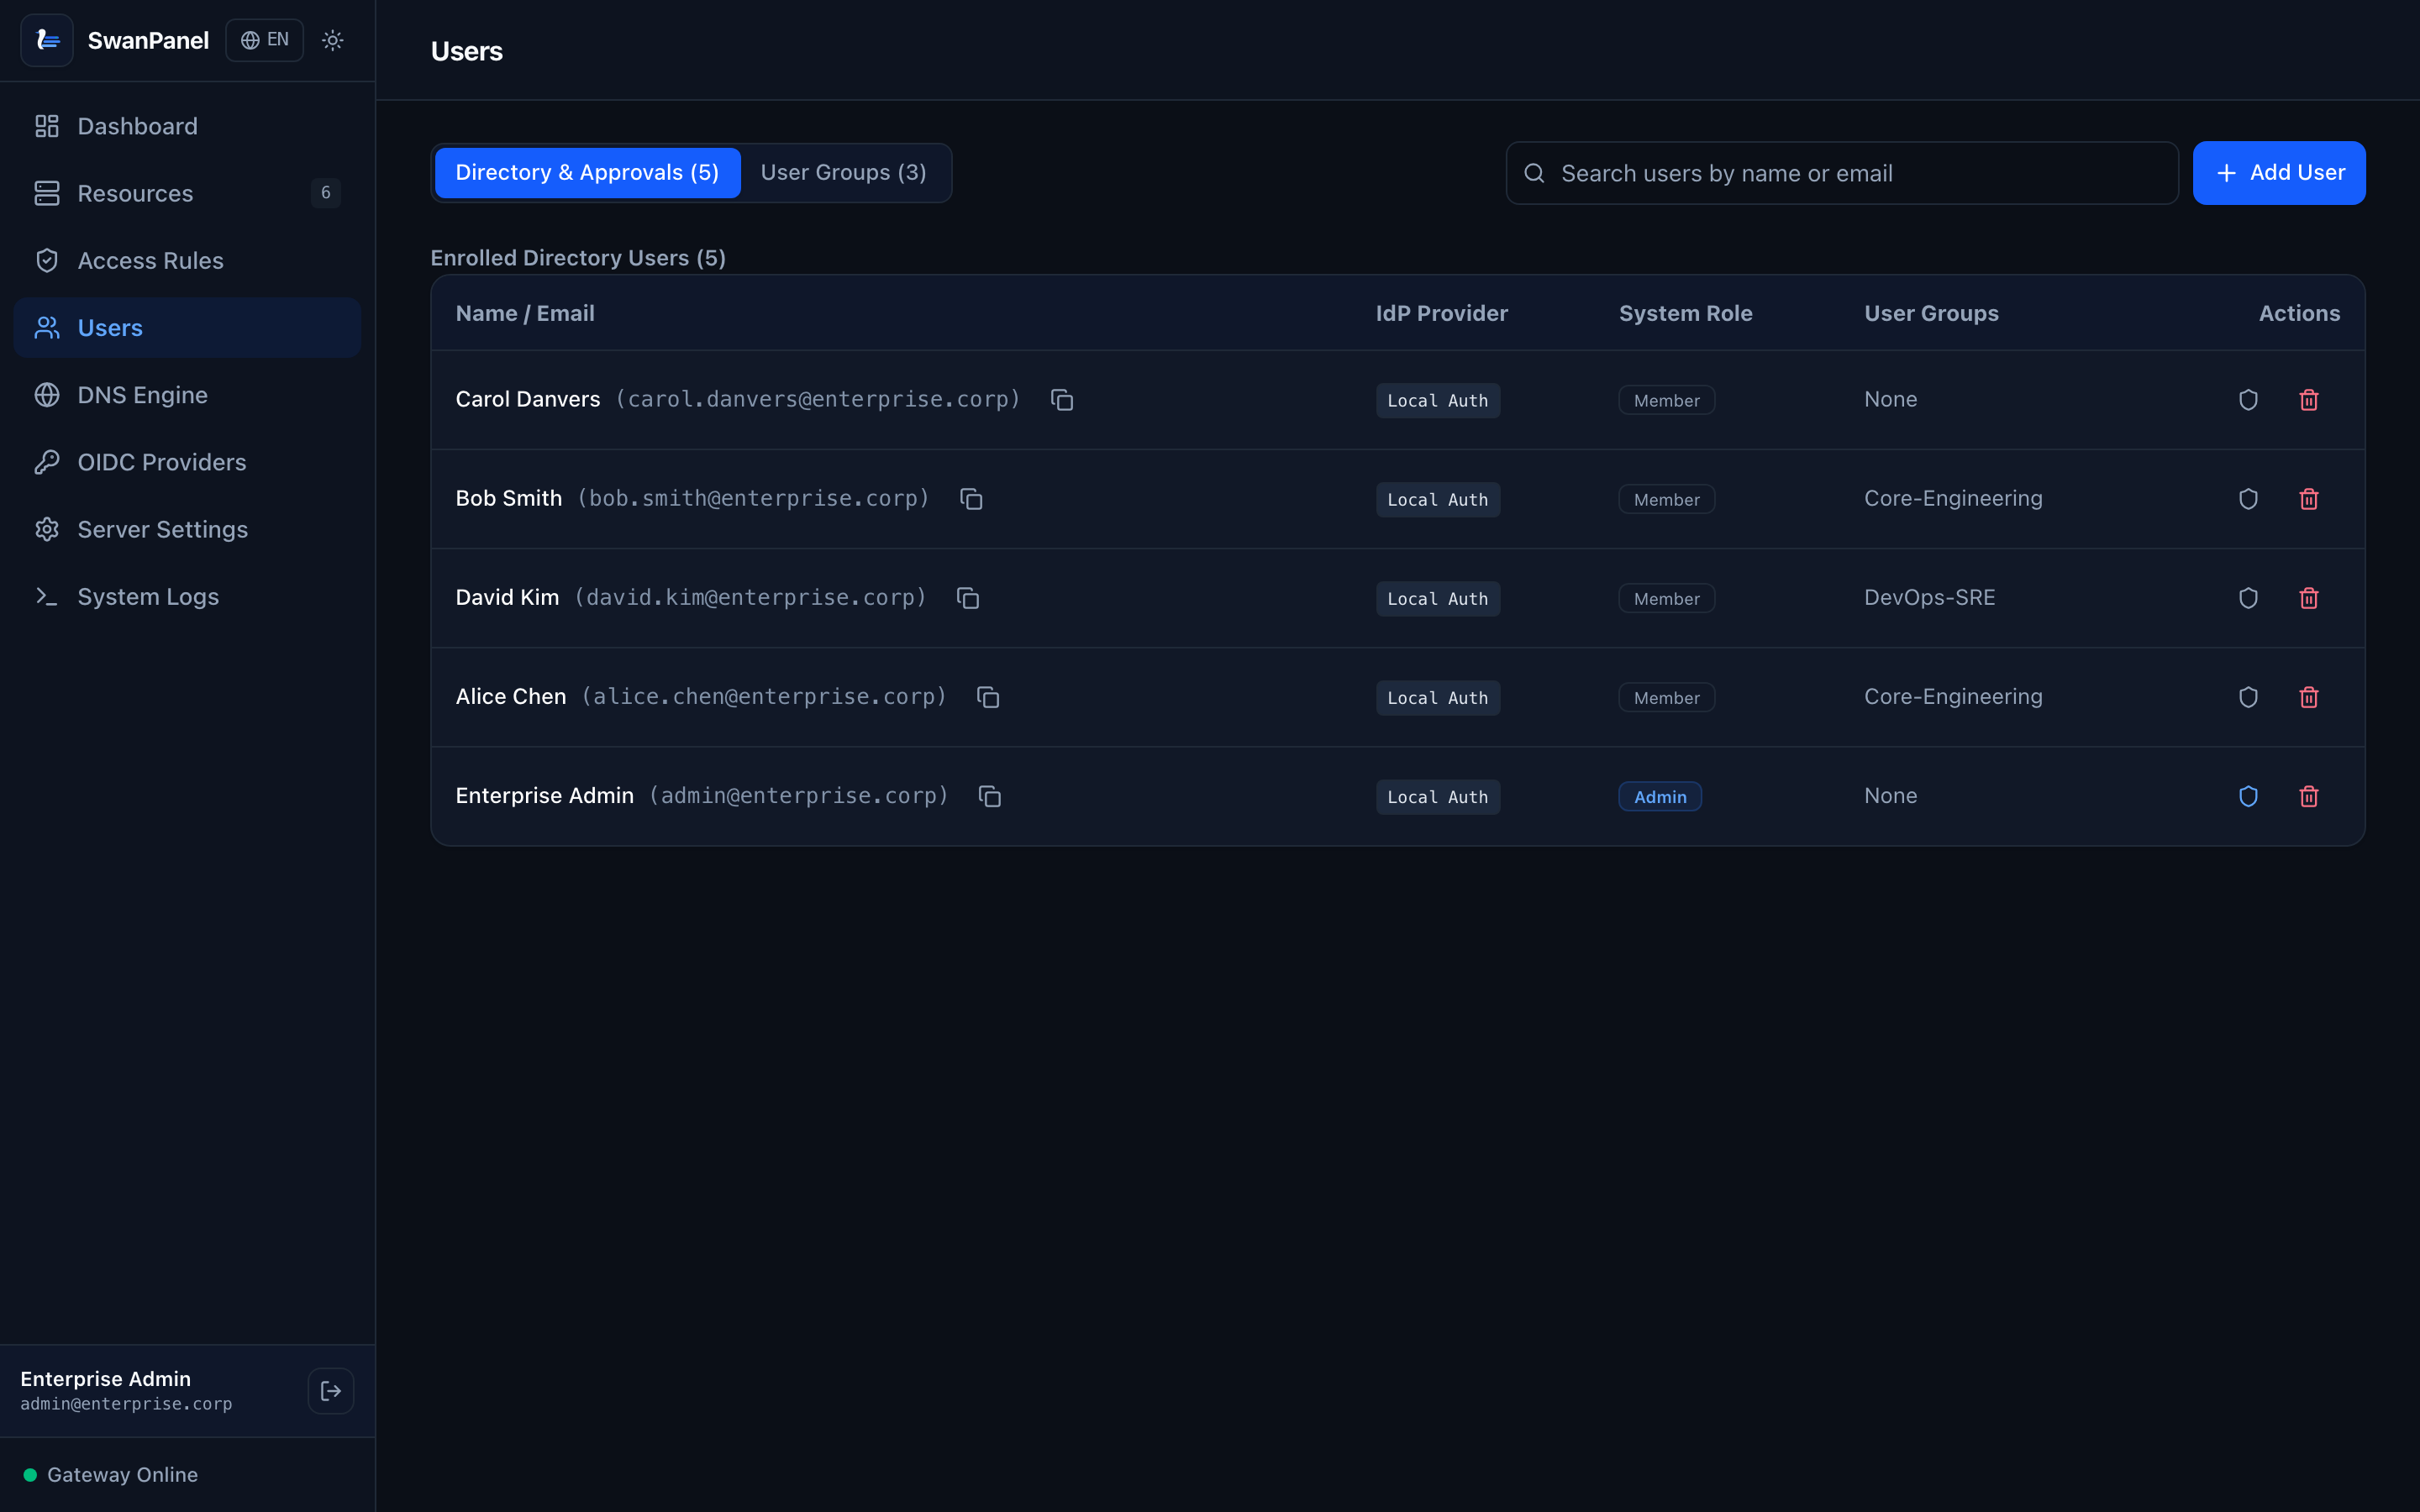 SwanPanel
EN
Dashboard
Resources 6
Access Rules
Users
DNS Engine
OIDC Providers
Server Settings
System Logs
Enterprise Admin
admin@enterprise.corp
Gateway Online
Users
Directory & Approvals (5) User Groups (3)
Search users by name or email
Add User
Enrolled Directory Users (5)
Name / Email IdP Provider System Role User Groups Actions
Carol Danvers (carol.danvers@enterprise.corp) Local Auth Member None
Bob Smith (bob.smith@enterprise.corp) Local Auth Member Core-Engineering
David Kim (david.kim@enterprise.corp) Local Auth Member DevOps-SRE
Alice Chen (alice.chen@enterprise.corp) Local Auth Member Core-Engineering
Enterprise Admin (admin@enterprise.corp) Local Auth Admin None